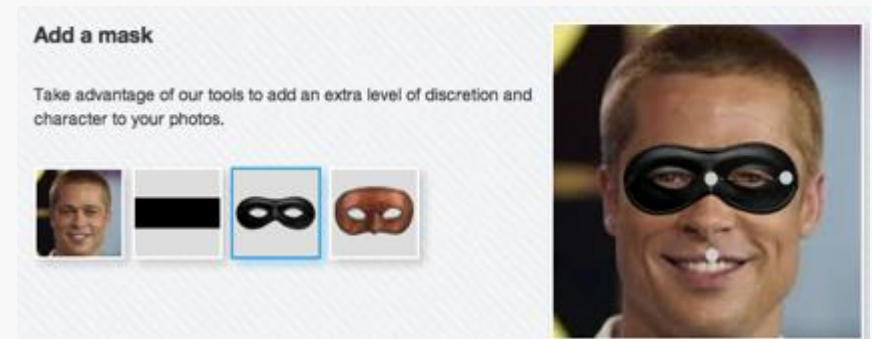 Add a mask
Take advantage of our tools to add an extra level of discretion and
character to your photos.